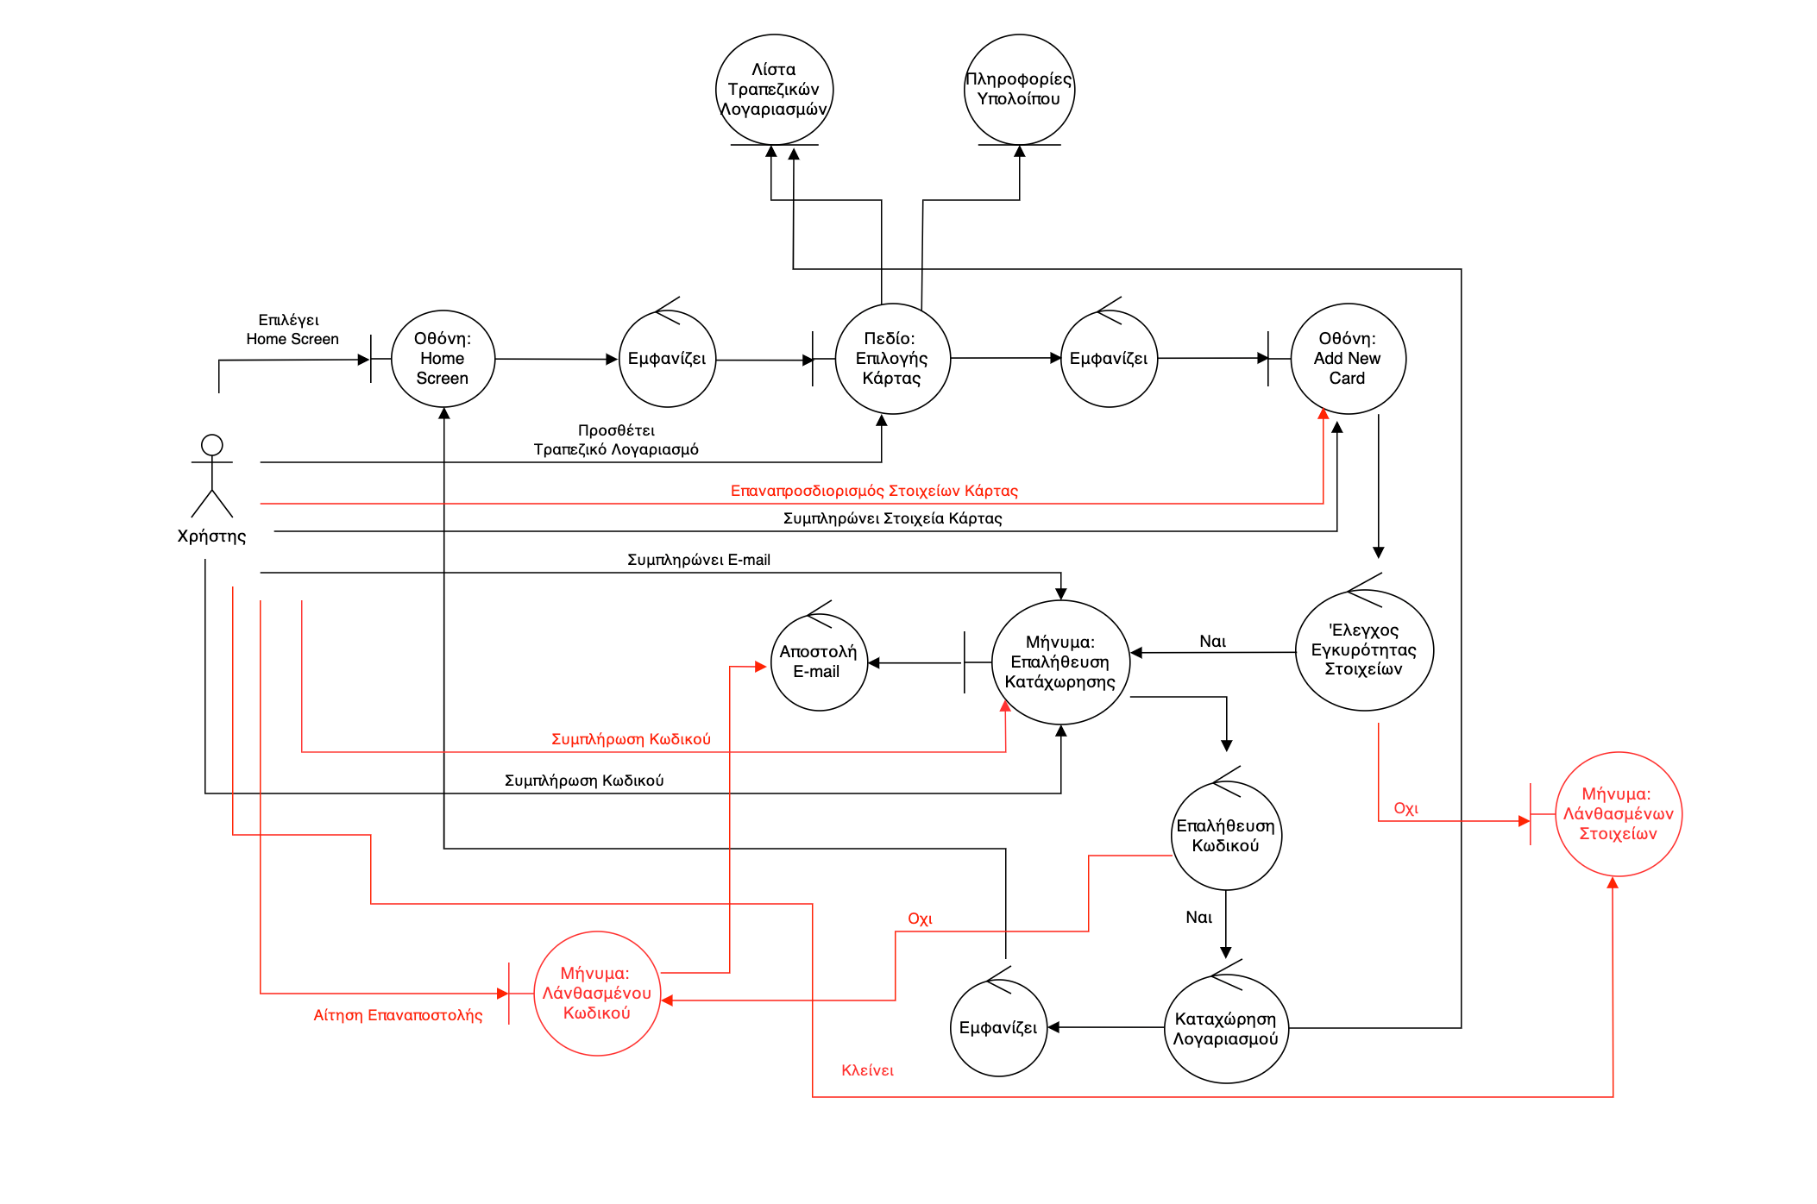 Λίστα
Τραπεζικών
Λογαριασμών
Πληροφορίες
Υπολοίπου
Επιλέγει
Home Screen
Οθόνη:
Home
Screen
Εμφανίζει
Πεδίο:
Επιλογής
Κάρτας
Εμφανίζει
Οθόνη:
Add New
Card
Προσθέτει
Τραπεζικό Λογαριασμό
Επαναπροσδιορισμός Στοιχείων Κάρτας
Συμπληρώνει Στοιχεία Κάρτας
Χρήστης
Συμπληρώνει E-mail
Αποστολή
E-mail
Μήνυμα:
Επαλήθευση
Κατάχωρησης
Ναι
'Ελεγχος
Εγκυρότητας
Στοιχείων
Συμπλήρωση Κωδικού
Συμπλήρωση Κωδικού
Επαλήθευση
Κωδικού
Οχι
Μήνυμα:
Λάνθασμένων
Στοιχείων
Οχι
Ναι
Μήνυμα:
Λάνθασμένου
Κωδικού
Αίτηση Επαναποστολής
Εμφανίζει
Καταχώρηση
Λογαριασμού
Κλείνει